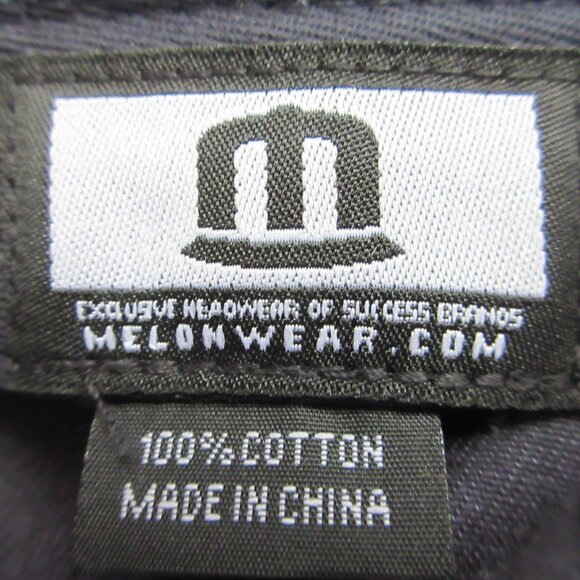 m
EXCLUSIVE HEADWEAR OF SUCCESS BRANDS
MELONWEAR.COM
100% COTTON
MADE IN CHINA